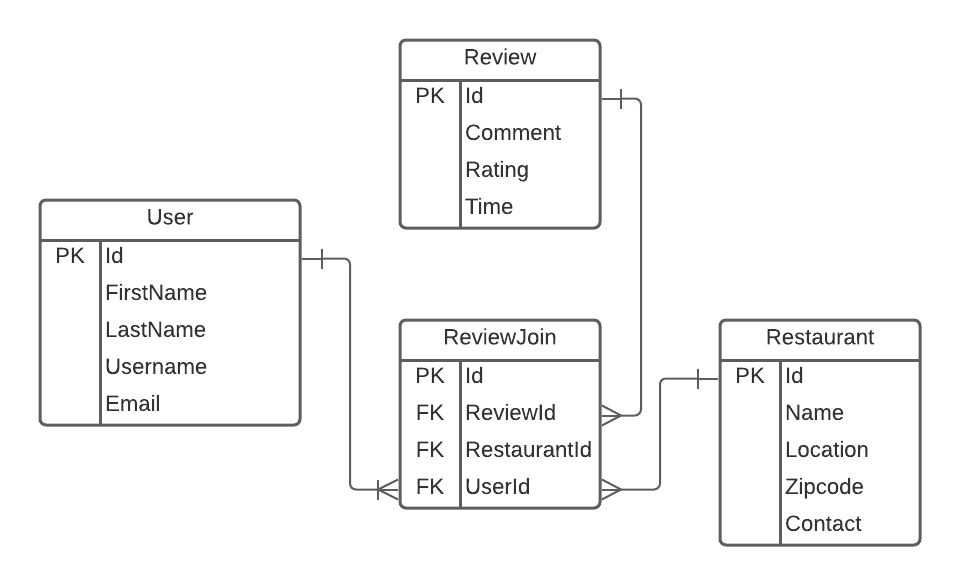 Review
PK Id
Comment
Rating
Time
User
PK Id
FirstName
LastName
Username
Email
ReviewJoin
PK Id
FK ReviewId
FK RestaurantId
FK UserId
Restaurant
PK Id
Name
Location
Zipcode
Contact